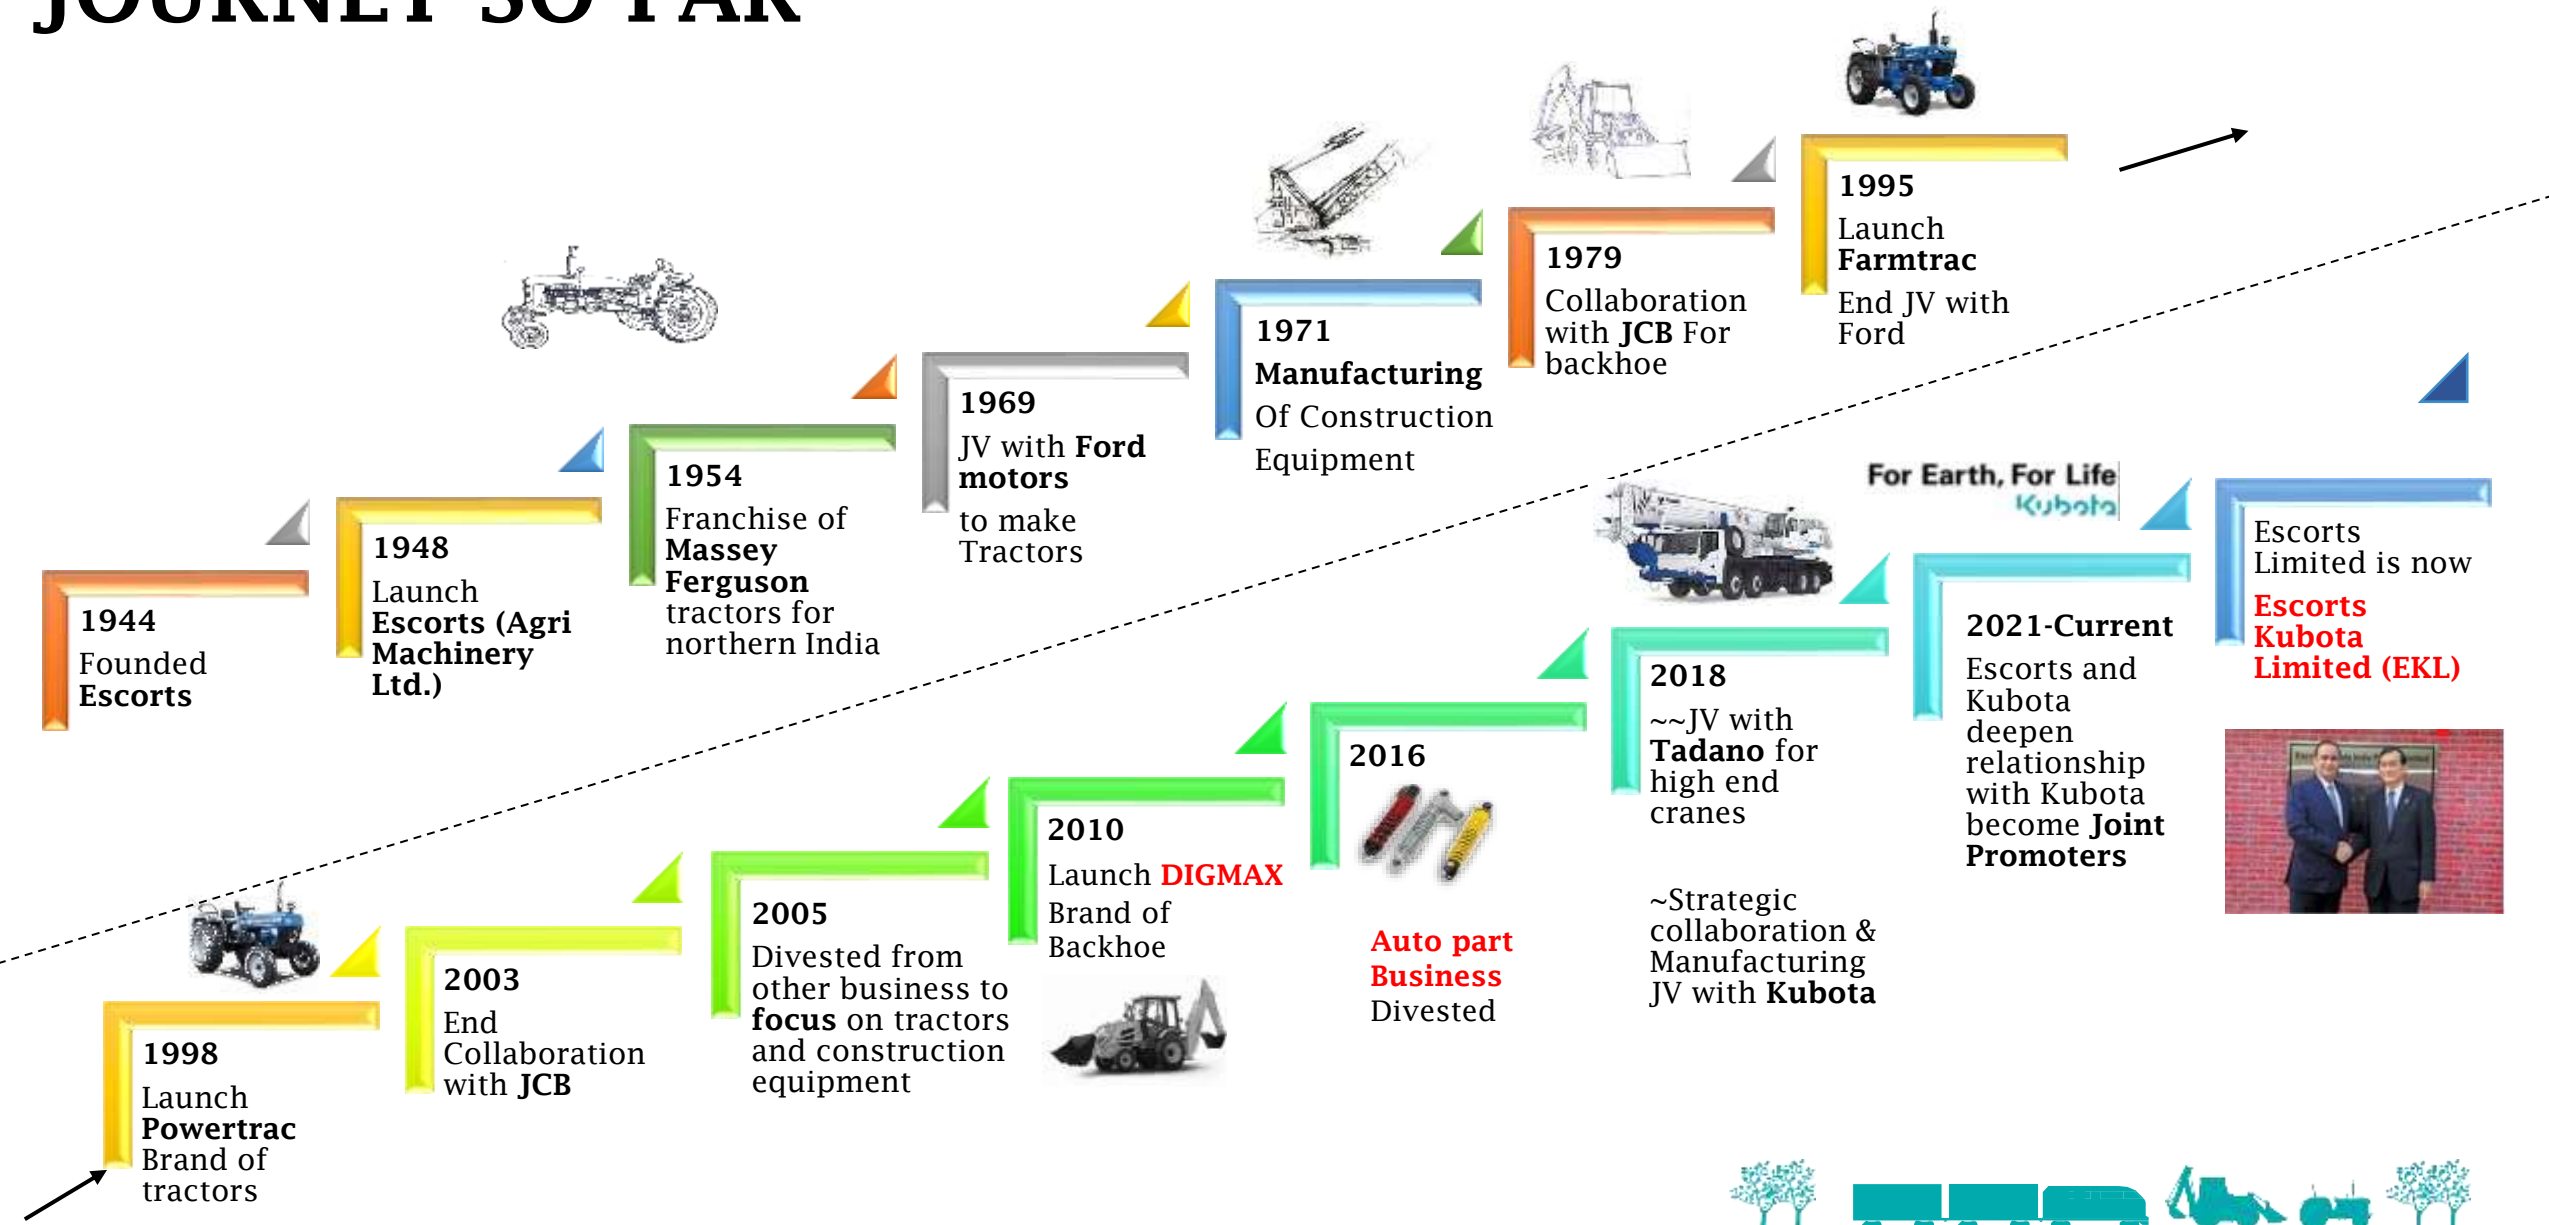 JOURNEY SO FAR
1944
Founded
Escorts
1948
Launch
Escorts (Agri
Machinery
Ltd.)
1954
Franchise of
Massey
Ferguson
tractors for
northern India
1969
JV with Ford
motors
to make
Tractors
1971
Manufacturing
Of Construction
Equipment
1979
Collaboration
with JCB For
backhoe
1995
Launch
Farmtrac
End JV with
Ford
1998
Launch
Powertrac
Brand of
tractors
2003
End
Collaboration
with JCB
2005
Divested from
other business to
focus on tractors
and construction
equipment
2010
Launch DIGMAX
Brand of
Backhoe
2016
Auto part
Business
Divested
2018
~~JV with
Tadano for
high end
cranes
~Strategic
collaboration &
Manufacturing
JV with Kubota
For Earth, For Life
Kubota
2021-Current
Escorts and
Kubota
deepen
relationship
with Kubota
become Joint
Promoters
Escorts
Limited is now
Escorts
Kubota
Limited (EKL)